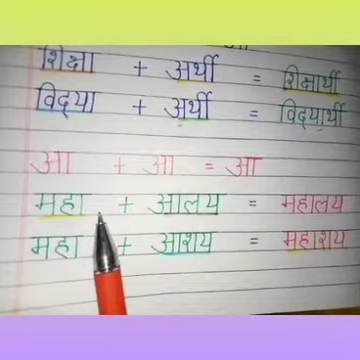 शिक्षा + अर्थी = शिक्षार्थी
विद्या + अर्थी = विद्यार्थी
आ + आ = आ
महा + आलय = महालय
महा + आशय = महाशय